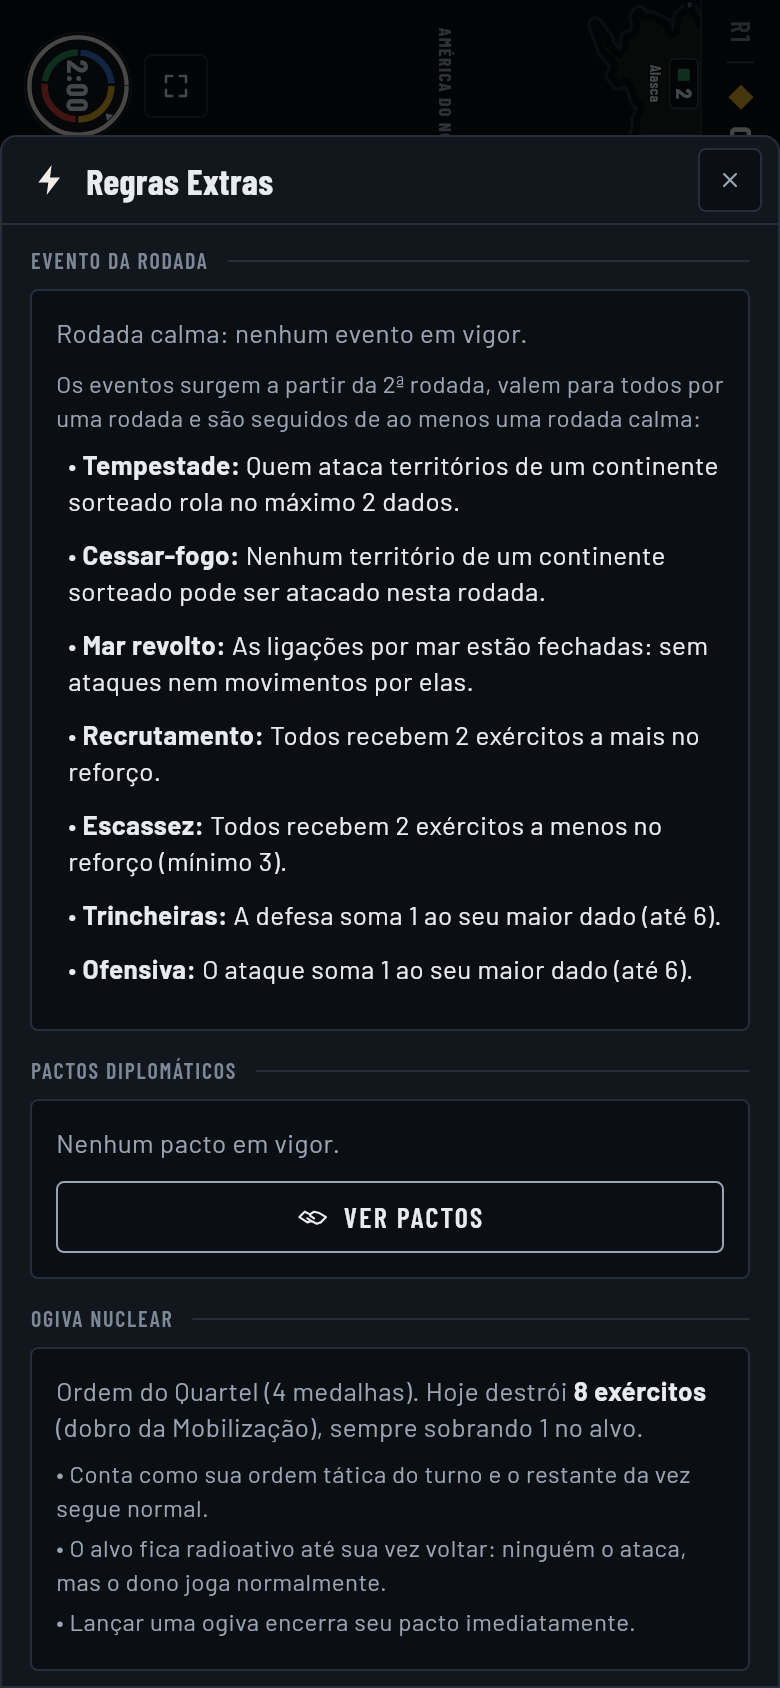 2:00
AMÉRICA DO NO
Alasca
2
R1
Regras Extras
EVENTO DA RODADA
Rodada calma: nenhum evento em vigor.
Os eventos surgem a partir da 2ª rodada, valem para todos por
uma rodada e são seguidos de ao menos uma rodada calma:
• Tempestade: Quem ataca territórios de um continente
sorteado rola no máximo 2 dados.
• Cessar-fogo: Nenhum território de um continente
sorteado pode ser atacado nesta rodada.
• Mar revolto: As ligações por mar estão fechadas: sem
ataques nem movimentos por elas.
• Recrutamento: Todos recebem 2 exércitos a mais no
reforço.
• Escassez: Todos recebem 2 exércitos a menos no
reforço (mínimo 3).
• Trincheiras: A defesa soma 1 ao seu maior dado (até 6).
• Ofensiva: O ataque soma 1 ao seu maior dado (até 6).
PACTOS DIPLOMÁTICOS
Nenhum pacto em vigor.
VER PACTOS
OGIVA NUCLEAR
Ordem do Quartel (4 medalhas). Hoje destrói 8 exércitos
(dobro da Mobilização), sempre sobrando 1 no alvo.
• Conta como sua ordem tática do turno e o restante da vez
segue normal.
• O alvo fica radioativo até sua vez voltar: ninguém o ataca,
mas o dono joga normalmente.
• Lançar uma ogiva encerra seu pacto imediatamente.